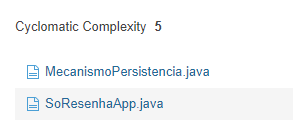 Cyclomatic Complexity 5
MecanismoPersistencia.java
SoResenhaApp.java